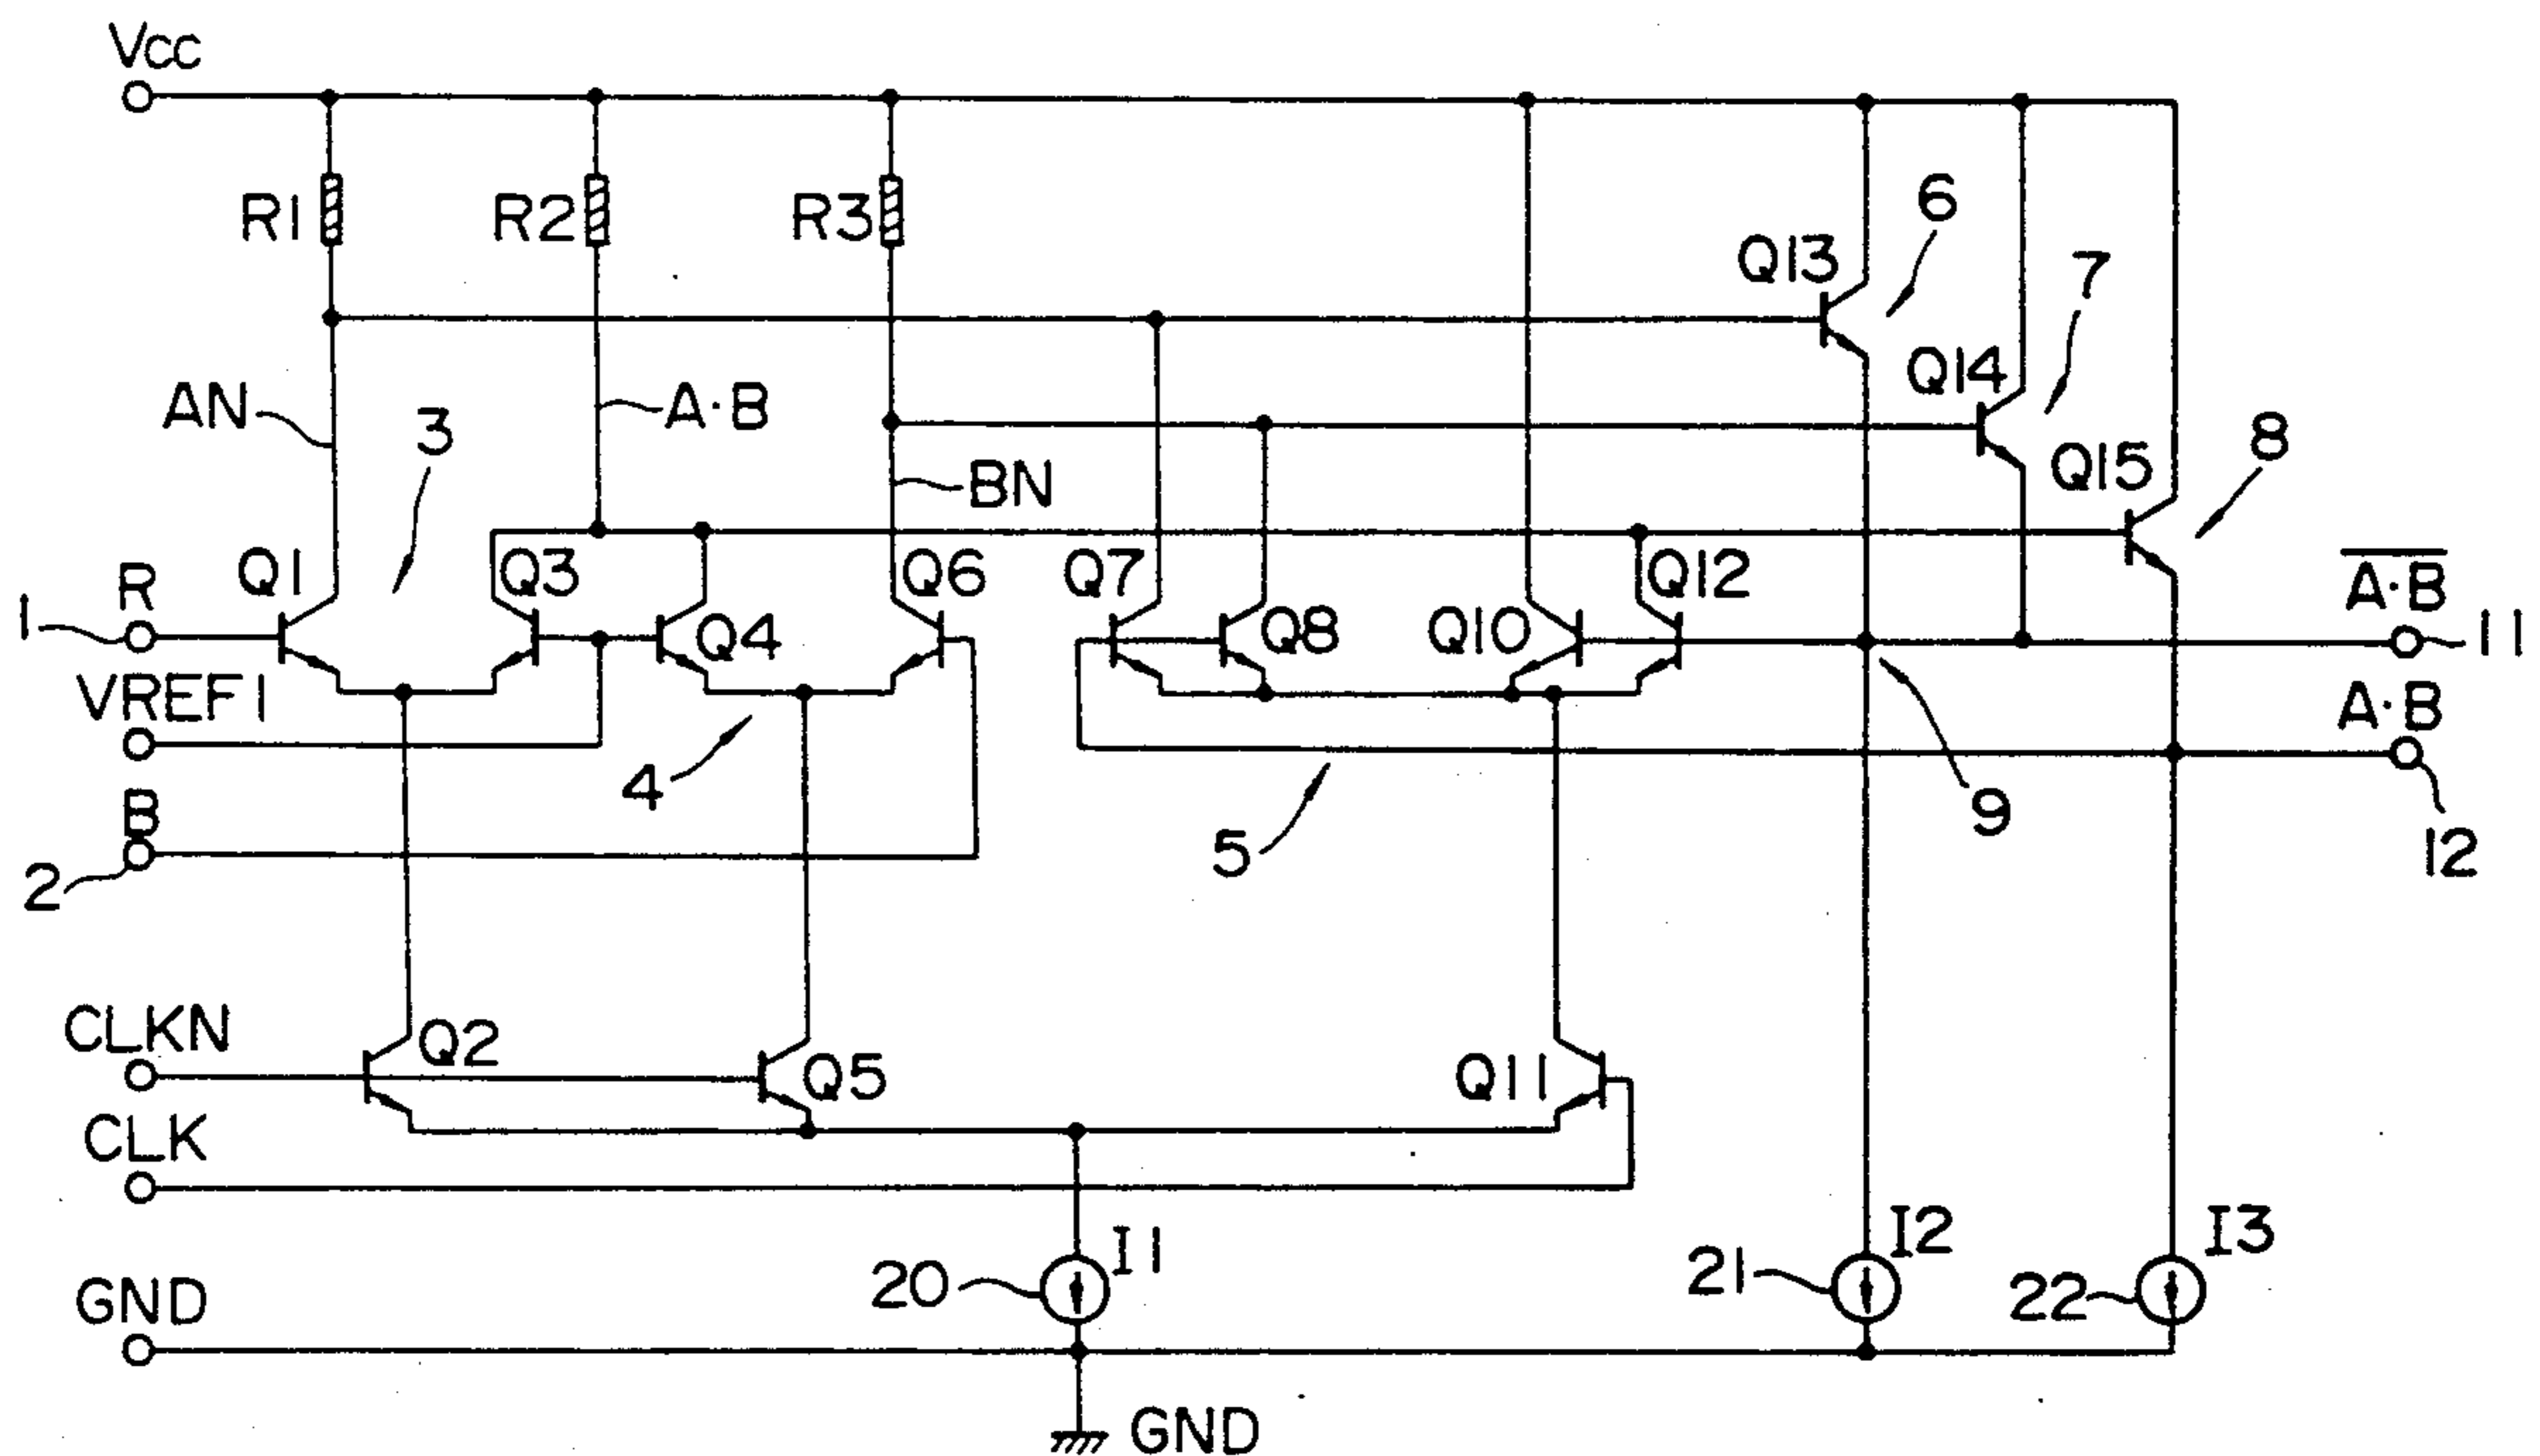 Vcc
R1
R2
R3
6
Q13
7
Q14
AN
A·B
3
Q15
8
BN
Q1
Q3
Q6
Q7
Q12
A·B
1
R
Q4
Q8
Q10
11
VREF1
A·B
4
B
5
9
12
2
CLKN
Q2
Q5
Q11
CLK
I1
I2
I3
20
21
22
GND
GND